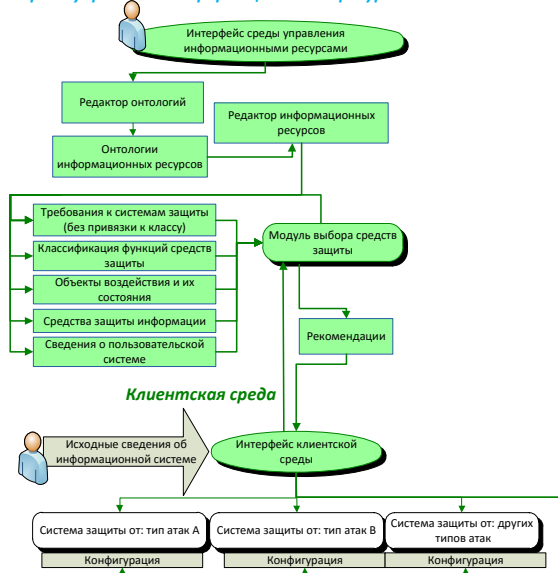 Интерфейс среды управления
информационными ресурсами
Редактор онтологий
Редактор информационных
ресурсов
Онтологии
информационных ресурсов
Требования к системам защиты
(без привязки к классу)
Классификация функций средств
защиты
Объекты воздействия и их
состояния
Средства защиты информации
Сведения о пользовательской
системе
Модуль выбора средств
защиты
Рекомендации
Клиентская среда
Исходные сведения об
информационной системе
Интерфейс клиентской
среды
Система защиты от: тип атак А
Система защиты от: тип атак В
Система защиты от: других
типов атак
Конфигурация
Конфигурация
Конфигурация